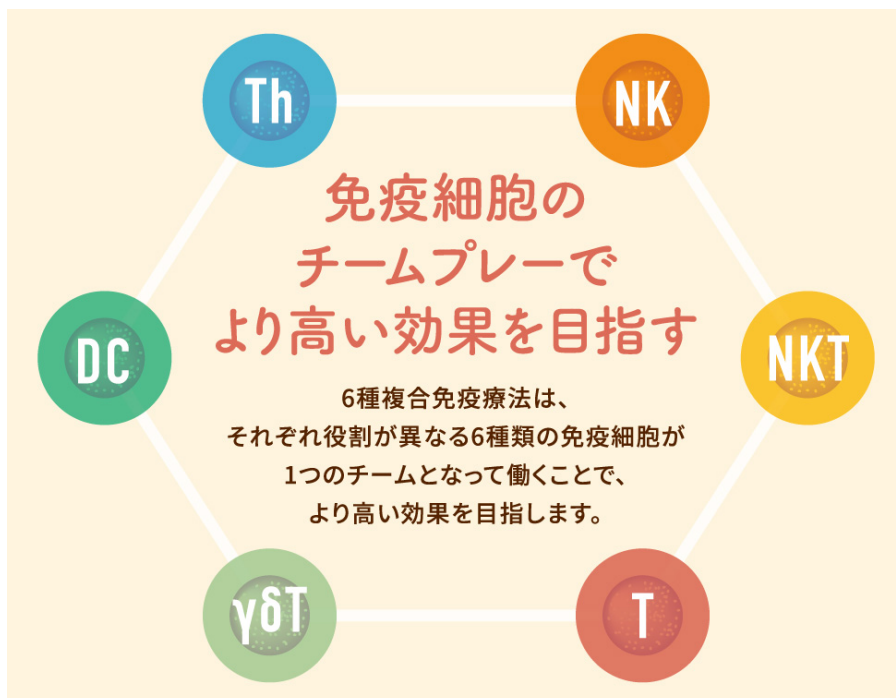 Th
NK
免疫細胞の
チームプレーで
より高い効果を目指す
DC
NKT
6種複合免疫療法は、
それぞれ役割が異なる6種類の免疫細胞が
1つのチームとなって働くことで、
より高い効果を目指します。
γδT
T